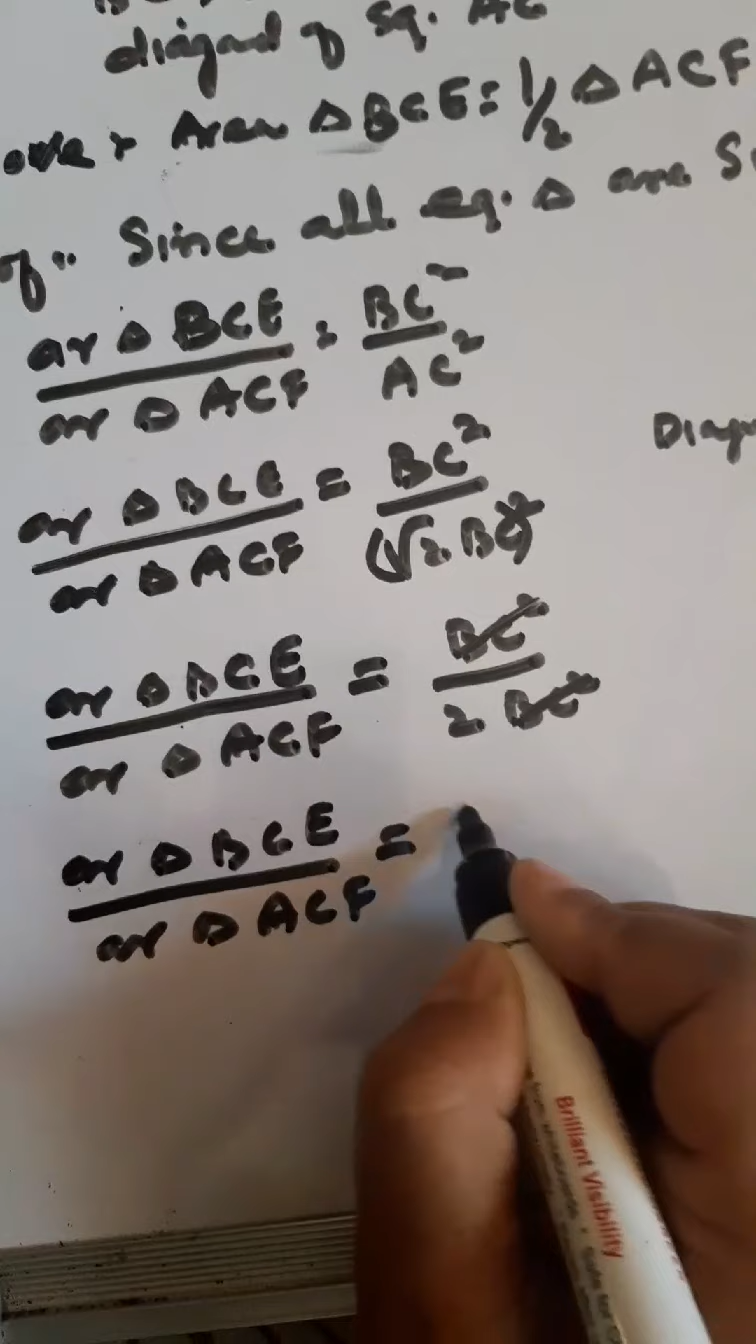 diagonal of sq. AC
Area Δ BCE = 1/2 Δ ACF
Since all eq. Δ are
ar Δ BCE / ar Δ ACF = BC² / AC²
ar Δ BCE / ar Δ ACF = BC² / (√2 BC)²
ar Δ BCE / ar Δ ACF = BC² / 2 BC²
ar Δ BCE / ar Δ ACF =
Brilliant Visibility